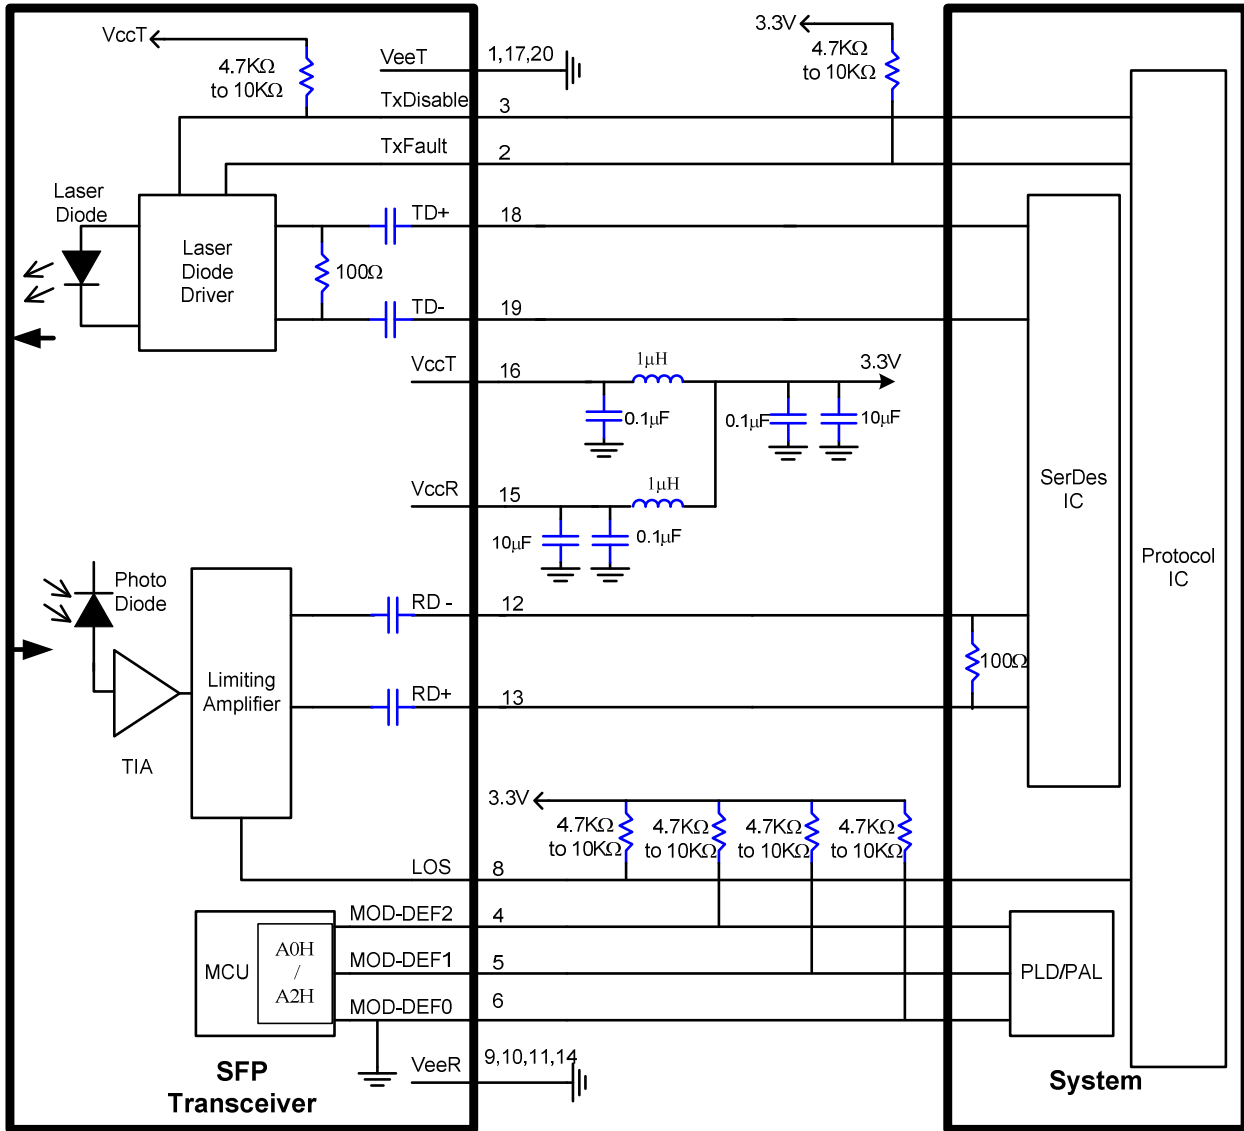 VccT
4.7KΩ
to 10KΩ
VeeT
1,17,20
3.3V
4.7KΩ
to 10KΩ
TxDisable
3
TxFault
2
Laser
Diode
Laser
Diode
Driver
TD+
18
100Ω
TD-
19
VccT
16
1μH
3.3V
0.1μF
0.1μF
10μF
VccR
15
1μH
10μF
0.1μF
SerDes
IC
Protocol
IC
Photo
Diode
RD -
12
Limiting
Amplifier
100Ω
RD+
13
TIA
3.3V
4.7KΩ
to 10KΩ
4.7KΩ
to 10KΩ
4.7KΩ
to 10KΩ
4.7KΩ
to 10KΩ
LOS
8
MOD-DEF2
4
MCU
A0H
/
A2H
MOD-DEF1
5
PLD/PAL
MOD-DEF0
6
VeeR
9,10,11,14
SFP
Transceiver
System